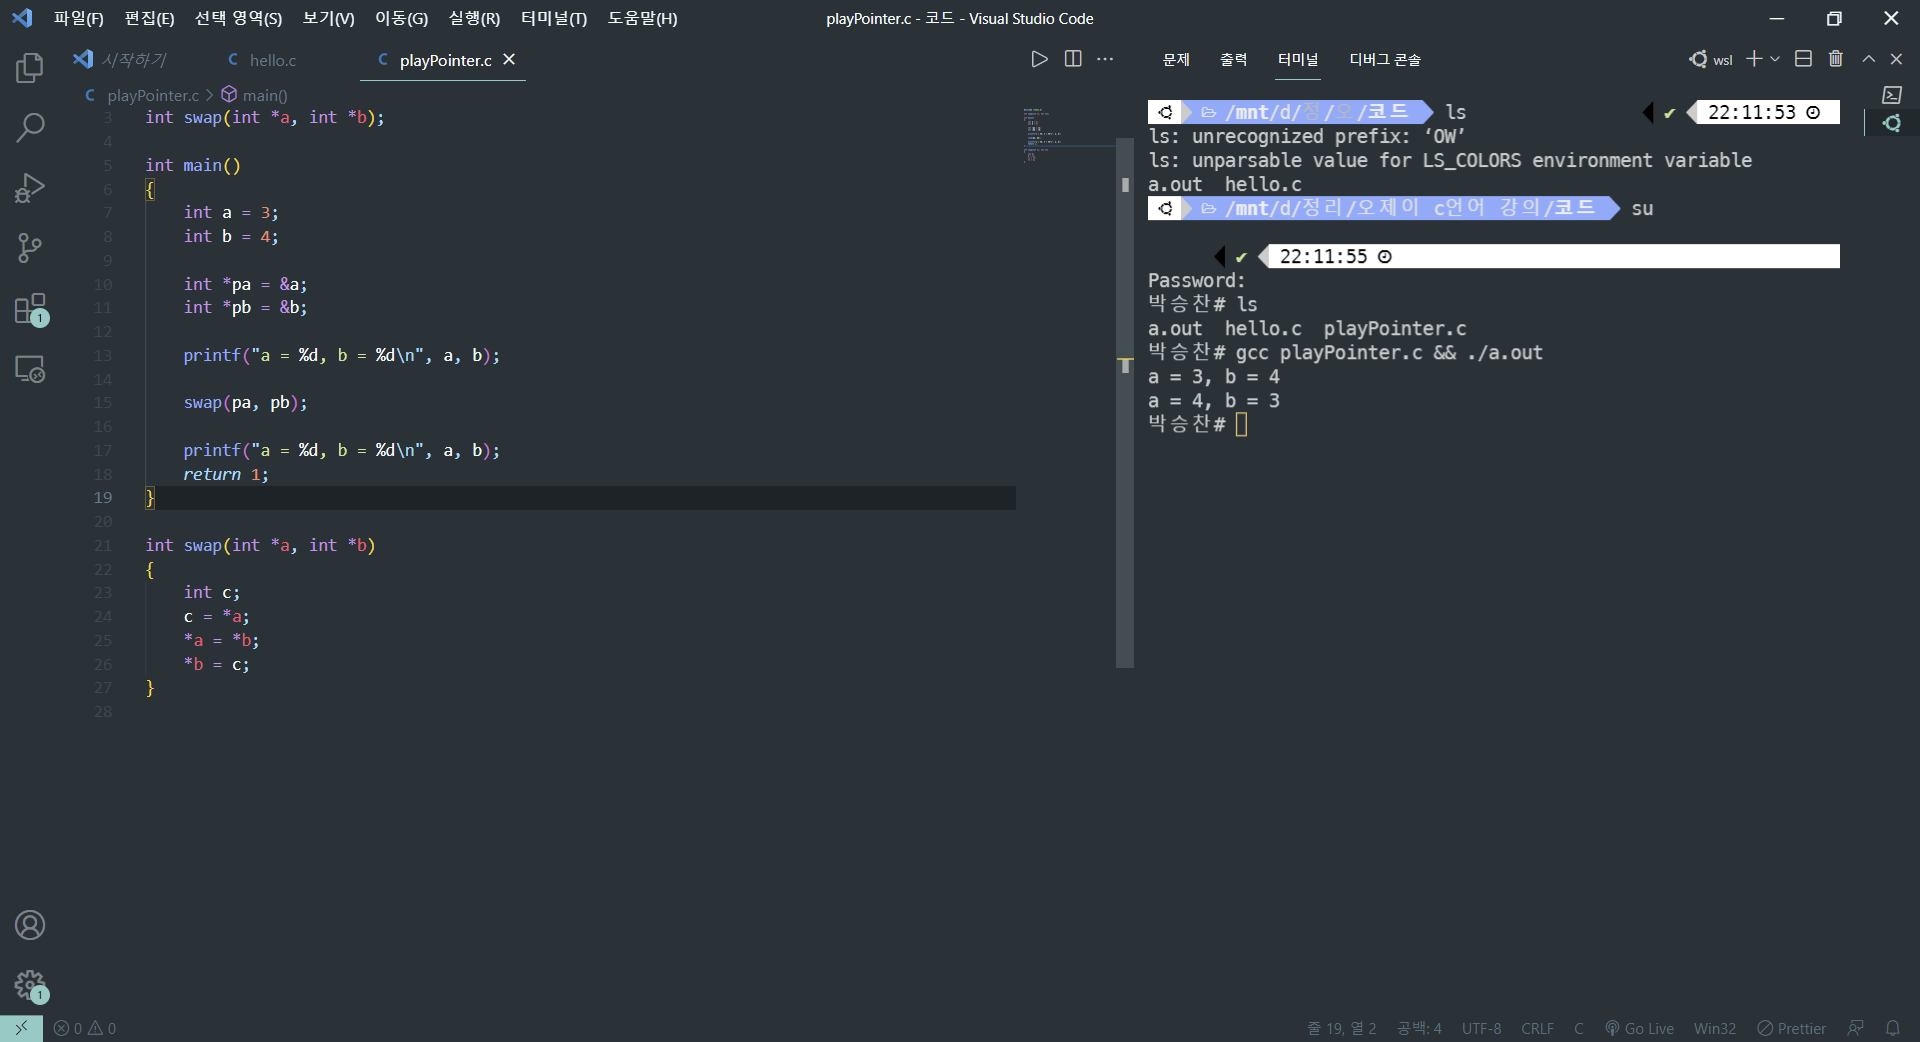 파일(F) 편집(E) 선택 영역(S) 보기(V) 이동(G) 실행(R) 터미널(T) 도움말(H) playPointer.c - 코드 - Visual Studio Code
시작하기 hello.c playPointer.c
playPointer.c > main()
3 int swap(int *a, int *b);
4
5 int main()
6 {
7     int a = 3;
8     int b = 4;
9
10     int *pa = &a;
11     int *pb = &b;
12
13     printf("a = %d, b = %d\n", a, b);
14
15     swap(pa, pb);
16
17     printf("a = %d, b = %d\n", a, b);
18     return 1;
19 }
20
21 int swap(int *a, int *b)
22 {
23     int c;
24     c = *a;
25     *a = *b;
26     *b = c;
27 }
28
문제 출력 터미널 디버그 콘솔 wsl
/mnt/d/정/오/코드 ls ✔ 22:11:53
ls: unrecognized prefix: ‘OW’
ls: unparsable value for LS_COLORS environment variable
a.out  hello.c
/mnt/d/정리/오제이 c언어 강의/코드 su
✔ 22:11:55
Password:
박승찬# ls
a.out  hello.c  playPointer.c
박승찬# gcc playPointer.c && ./a.out
a = 3, b = 4
a = 4, b = 3
박승찬#
1
1
0 0 줄 19, 열 2 공백: 4 UTF-8 CRLF C Go Live Win32 Prettier